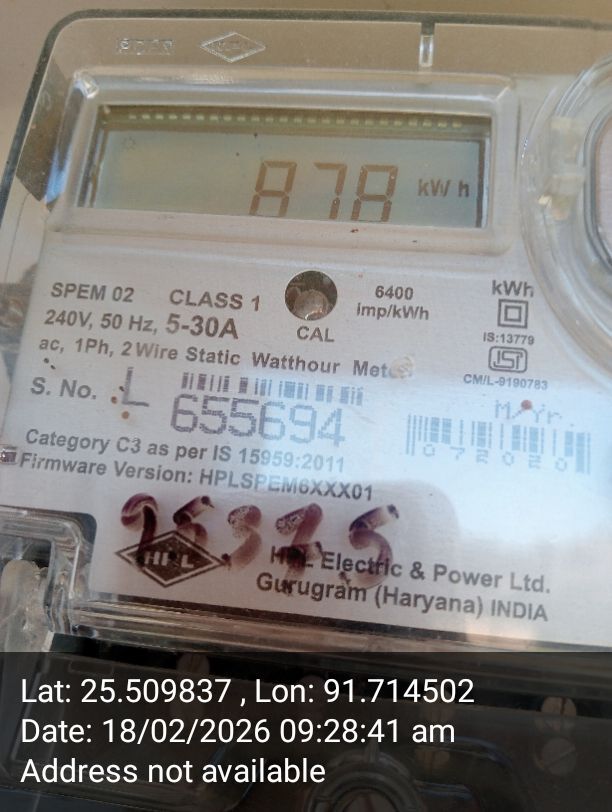 878 kWh
SPEM 02 CLASS 1
240V, 50 Hz, 5-30A
CAL
6400
imp/kWh
kWh
IS:13779
ISI
CM/L-9190783
ac, 1Ph, 2 Wire Static Watthour Meter
S. No. L 655694
M/Yr.
072020
Category C3 as per IS 15959:2011
Firmware Version: HPLSPEM6XXX01
HPL
HPL Electric & Power Ltd.
Gurugram (Haryana) INDIA
Lat: 25.509837 , Lon: 91.714502
Date: 18/02/2026 09:28:41 am
Address not available